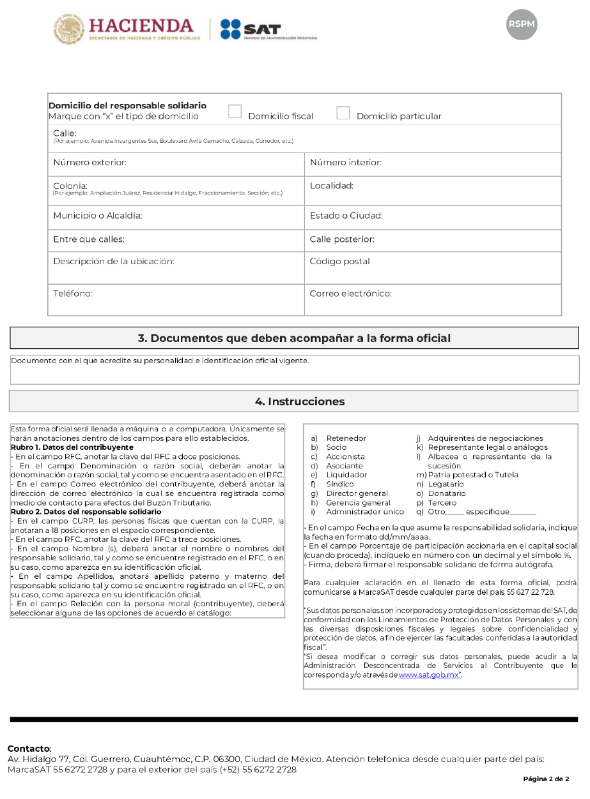 HACIENDA
SECRETARÍA DE HACIENDA Y CRÉDITO PÚBLICO
SAT
SERVICIO DE ADMINISTRACIÓN TRIBUTARIA
RSPM
Domicilio del responsable solidario
Marque con "x" el tipo de domicilio
Domicilio fiscal
Domicilio particular
Calle:
(Por ejemplo: Avenida Insurgentes Sur, Boulevard Ávila Camacho, Calzada, Corredor, etc.)
Número exterior:
Número interior:
Colonia:
(Por ejemplo: Ampliación Juárez, Residencial Hidalgo, Fraccionamiento, Sección, etc.)
Localidad:
Municipio o Alcaldía:
Estado o Ciudad:
Entre que calles:
Calle posterior:
Descripción de la ubicación:
Código postal
Teléfono:
Correo electrónico:
3. Documentos que deben acompañar a la forma oficial
Documento con el que acredite su personalidad e identificación oficial vigente.
4. Instrucciones
Esta forma oficial será llenada a máquina o a computadora. Únicamente se
harán anotaciones dentro de los campos para ello establecidos.
Rubro 1. Datos del contribuyente
- En el campo RFC, anotar la clave del RFC a doce posiciones.
- En el campo Denominación o razón social, deberán anotar la
denominación o razón social, tal y como se encuentra asentado en el RFC.
- En el campo Correo electrónico del contribuyente, deberá anotar la
dirección de correo electrónico la cual se encuentra registrada como
medio de contacto para efectos del Buzón Tributario.
Rubro 2. Datos del responsable solidario
- En el campo CURP, las personas físicas que cuentan con la CURP, la
anotaran a 18 posiciones en el espacio correspondiente.
- En el campo RFC, anotar la clave del RFC a trece posiciones.
- En el campo Nombre (s), deberá anotar el nombre o nombres del
responsable solidario, tal y como se encuentre registrado en el RFC, o en
su caso, como aparezca en su identificación oficial.
- En el campo Apellidos, anotará apellido paterno y materno del
responsable solidario tal y como se encuentre registrado en el RFC, o en
su caso, como aparezca en su identificación oficial.
- En el campo Relación con la persona moral (contribuyente), deberá
seleccionar alguna de las opciones de acuerdo al catálogo:
a) Retenedor
b) Socio
c) Accionista
d) Asociante
e) Liquidador
f) Síndico
g) Director general
h) Gerencia general
i) Administrador único
j) Adquirentes de negociaciones
k) Representante legal o análogos
l) Albacea o representante de la
sucesión
m) Patria potestad o Tutela
n) Legatario
o) Donatario
p) Tercero
q) Otro_____ especifique_______
- En el campo Fecha en la que asume la responsabilidad solidaria, indique
la fecha en formato dd/mm/aaaa.
- En el campo Porcentaje de participación accionaria en el capital social
(cuando proceda), indíquelo en número con un decimal y el símbolo %.
- Firma, deberá firmar el responsable solidario de forma autógrafa.
Para cualquier aclaración en el llenado de esta forma oficial, podrá
comunicarse a MarcaSAT desde cualquier parte del país 55 627 22 728.
"Sus datos personales son incorporados y protegidos en los sistemas del SAT, de
conformidad con los Lineamientos de Protección de Datos Personales y con
las diversas disposiciones fiscales y legales sobre confidencialidad y
protección de datos, a fin de ejercer las facultades conferidas a la autoridad
fiscal".
"Si desea modificar o corregir sus datos personales, puede acudir a la
Administración Desconcentrada de Servicios al Contribuyente que le
corresponda y/o a través de www.sat.gob.mx".
Contacto:
Av. Hidalgo 77, Col. Guerrero, Cuauhtémoc, C.P. 06300, Ciudad de México. Atención telefónica desde cualquier parte del país:
MarcaSAT 55 6272 2728 y para el exterior del país (+52) 55 6272 2728
Página 2 de 2